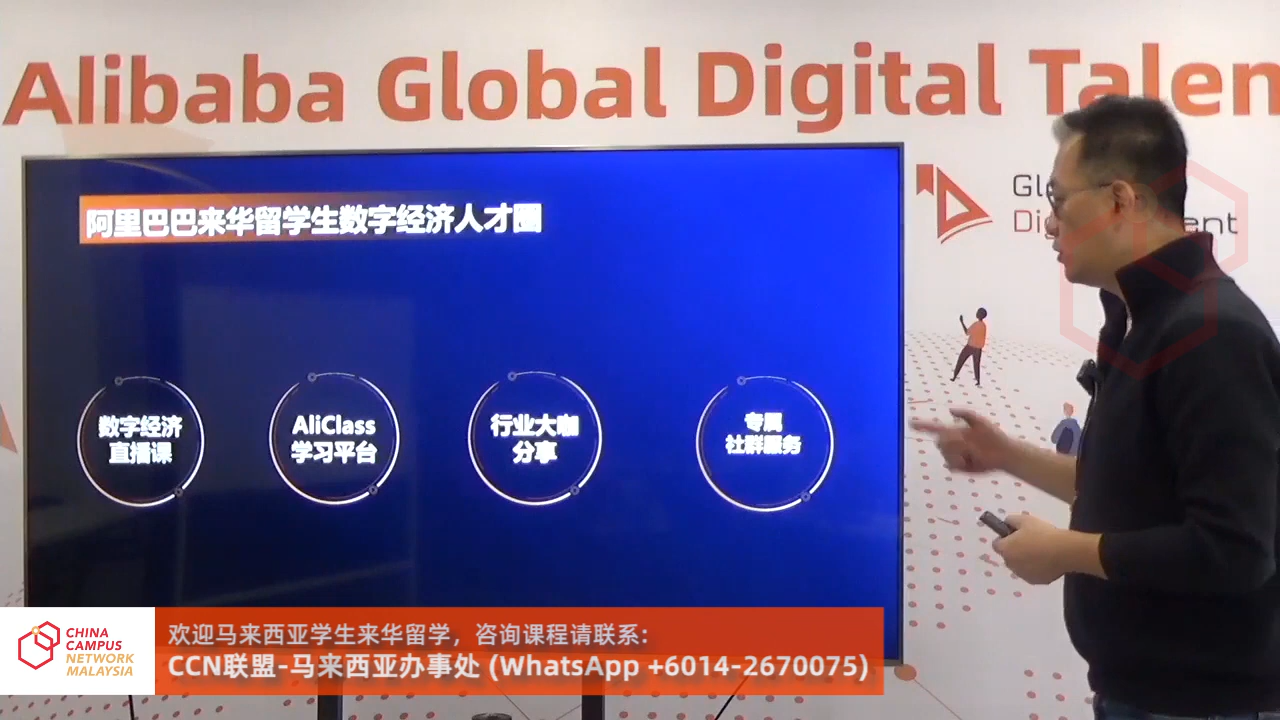 Alibaba Global Digital Talen
阿里巴巴来华留学生数字经济人才圈
数字经济
直播课
AliClass
学习平台
行业大咖
分享
专属
社群服务
欢迎马来西亚学生来华留学，咨询课程请联系：
CCN联盟-马来西亚办事处 (WhatsApp +6014-2670075)
CHINA
CAMPUS
NETWORK
MALAYSIA